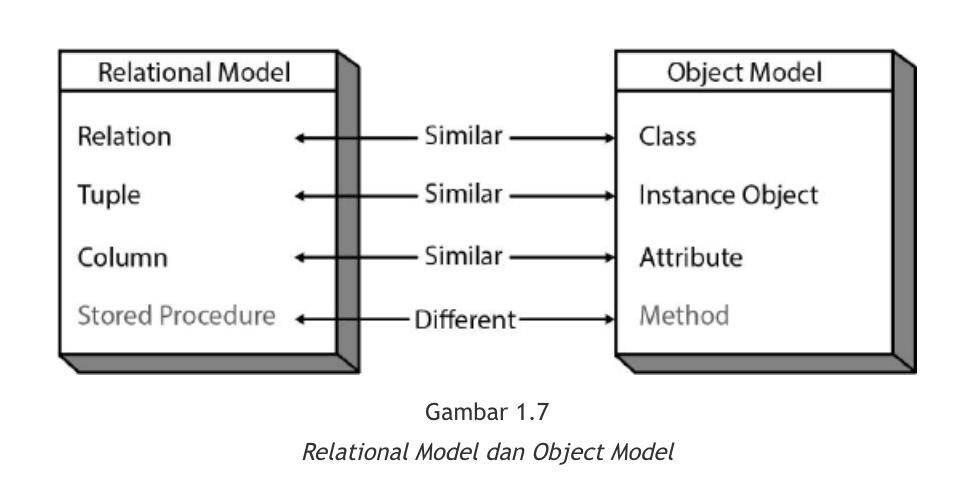 Relational Model
Object Model
Relation
Similar
Class
Tuple
Similar
Instance Object
Column
Similar
Attribute
Stored Procedure
Different
Method
Gambar 1.7
Relational Model dan Object Model